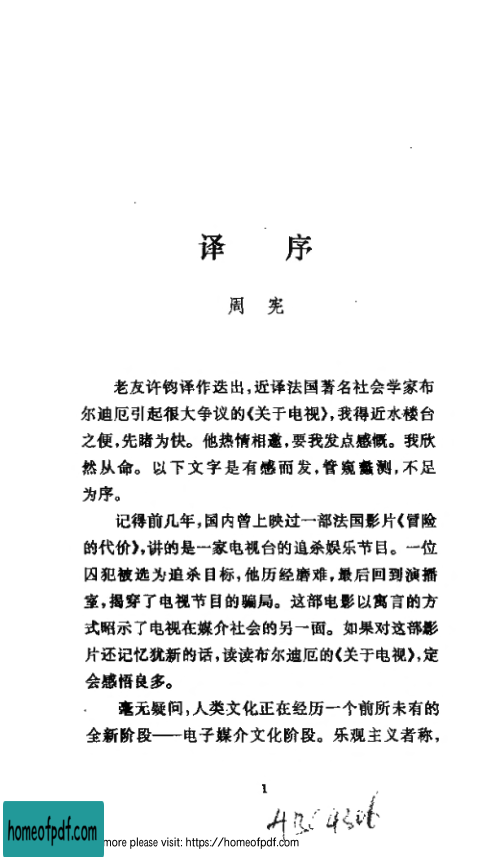 译 序
周 宪
老友许钧译作迭出,近译法国著名社会学家布
尔迪厄引起很大争议的《关于电视》,我得近水楼台
之便,先睹为快。他热情相邀,要我发点感慨。我欣
然从命。以下文字是有感而发,管窥蠡测,不足
为序。
记得前几年,国内曾上映过一部法国影片《冒险
的代价》,讲的是一家电视台的追杀娱乐节目。一位
囚犯被选为追杀目标,他历经磨难,最后回到演播
室,揭穿了电视节目的骗局。这部电影以寓言的方
式昭示了电视在媒介社会的另一面。如果对这部影
片还记忆犹新的话,读读布尔迪厄的《关于电视》,定
会感悟良多。
毫无疑问,人类文化正在经历一个前所未有的
全新阶段——电子媒介文化阶段。乐观主义者称,
1
homeofpdf.com
more please visit: https://homeofpdf.com